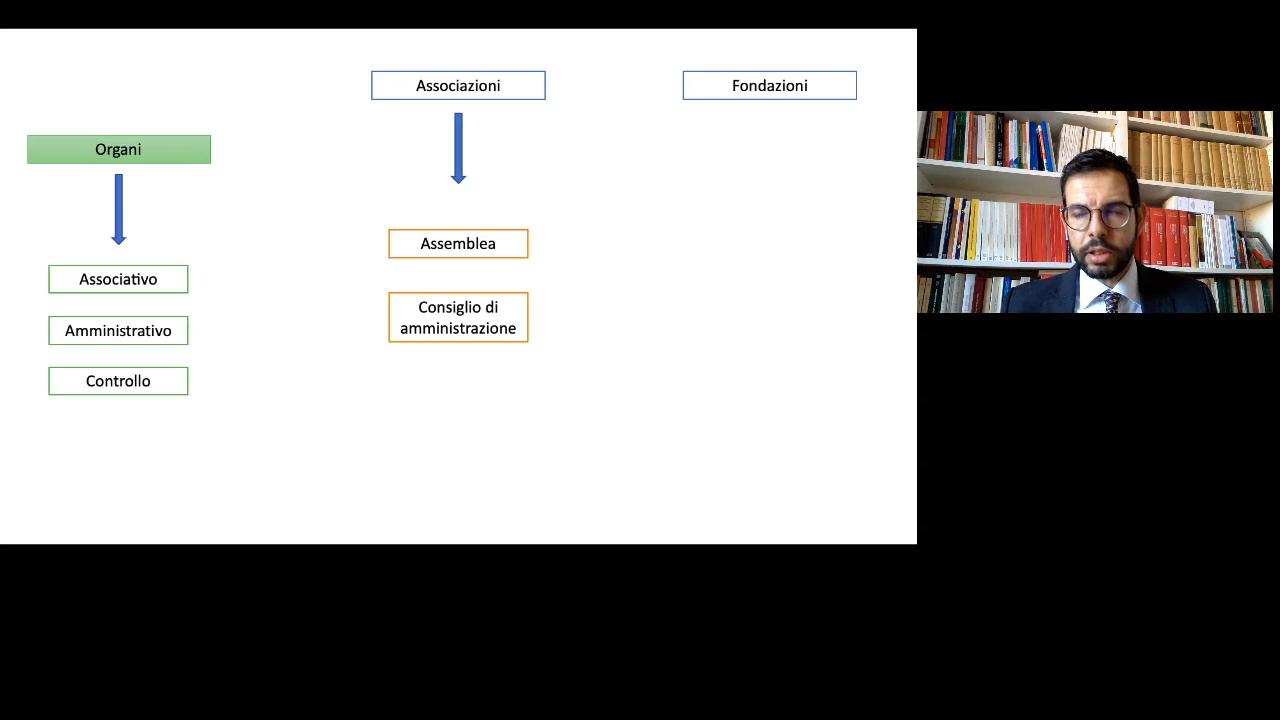 Associazioni
Fondazioni
Organi
Assemblea
Associativo
Consiglio di
amministrazione
Amministrativo
Controllo